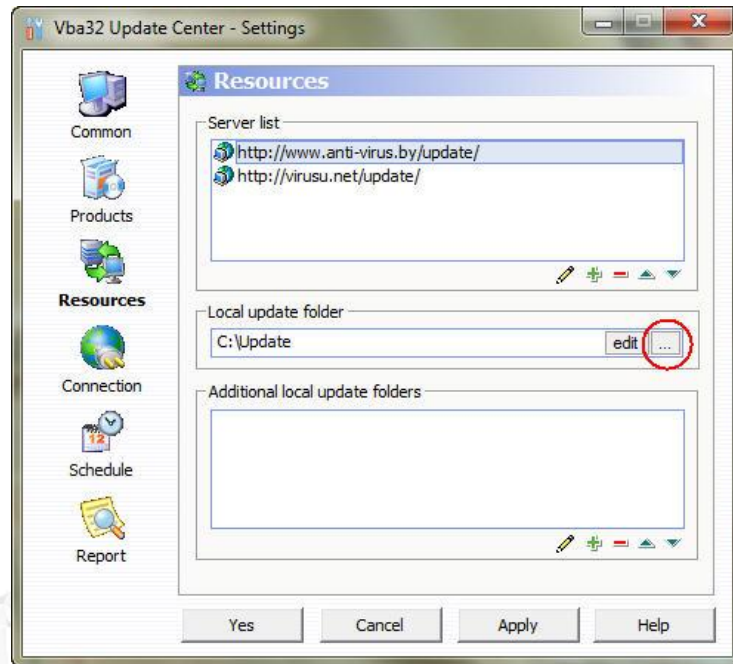 Vba32 Update Center - Settings
Common
Products
Resources
Connection
Schedule
12
Report
Resources
Server list
http://www.anti-virus.by/update/
http://virusu.net/update/
Local update folder
C:\Update
edit
...
Additional local update folders
Yes
Cancel
Apply
Help